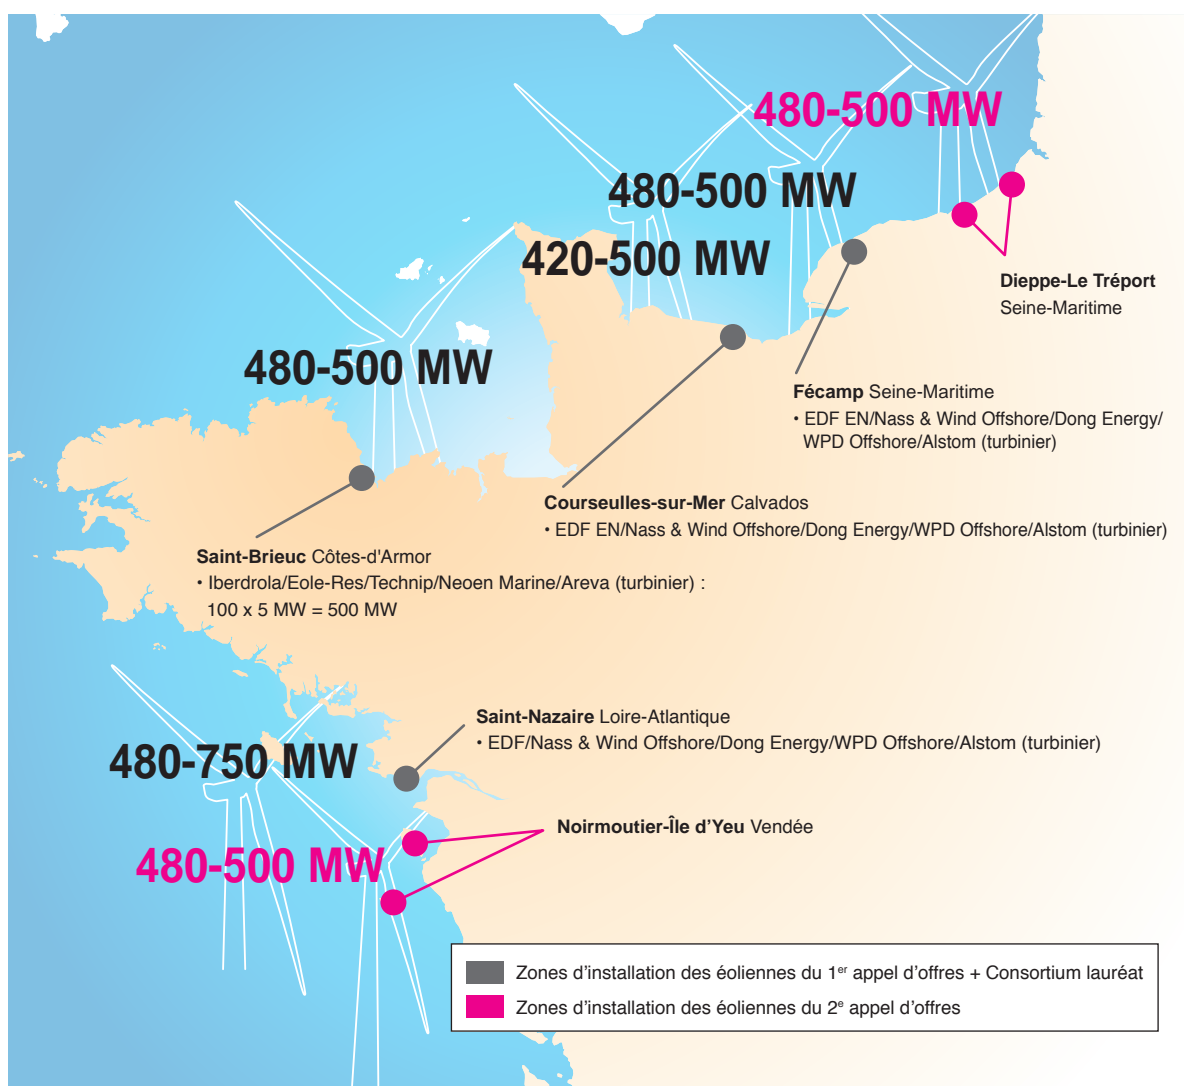 480-500 MW
480-500 MW
420-500 MW
Dieppe-Le Tréport
Seine-Maritime
480-500 MW
Fécamp Seine-Maritime
• EDF EN/Nass & Wind Offshore/Dong Energy/
WPD Offshore/Alstom (turbinier)
Courseulles-sur-Mer Calvados
• EDF EN/Nass & Wind Offshore/Dong Energy/WPD Offshore/Alstom (turbinier)
Saint-Brieuc Côtes-d'Armor
• Iberdrola/Eole-Res/Technip/Neoen Marine/Areva (turbinier) :
100 x 5 MW = 500 MW
Saint-Nazaire Loire-Atlantique
• EDF/Nass & Wind Offshore/Dong Energy/WPD Offshore/Alstom (turbinier)
480-750 MW
Noirmoutier-Île d’Yeu Vendée
480-500 MW
Zones d’installation des éoliennes du 1er appel d’offres + Consortium lauréat
Zones d’installation des éoliennes du 2e appel d’offres